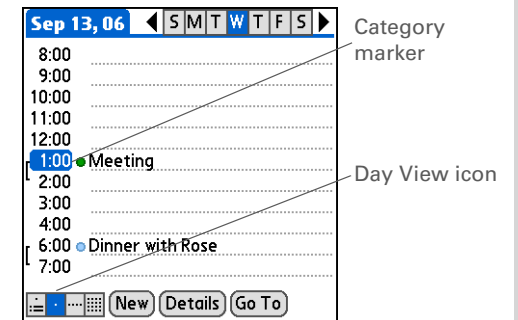 Sep 13, 06 S M T W T F S
8:00
9:00
10:00
11:00
12:00
1:00 Meeting
2:00
3:00
4:00
6:00 Dinner with Rose
7:00
New Details Go To
Category
marker
Day View icon